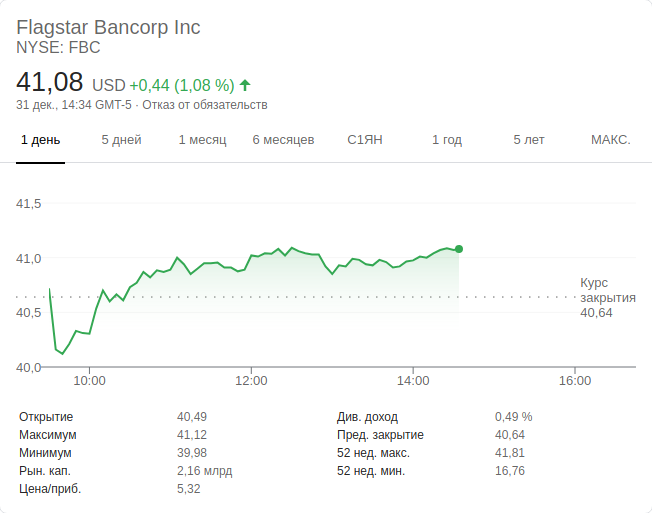 Flagstar Bancorp Inc
NYSE: FBC
41,08 USD +0,44 (1,08 %)
31 дек., 14:34 GMT-5 · Отказ от обязательств
1 день 5 дней 1 месяц 6 месяцев С1ЯН 1 год 5 лет МАКС.
41,5
41,0
Курс
закрытия
40,64
40,5
40,0
10:00 12:00 14:00 16:00
Открытие 40,49 Див. доход 0,49 %
Максимум 41,12 Пред. закрытие 40,64
Минимум 39,98 52 нед. макс. 41,81
Рын. кап. 2,16 млрд 52 нед. мин. 16,76
Цена/приб. 5,32